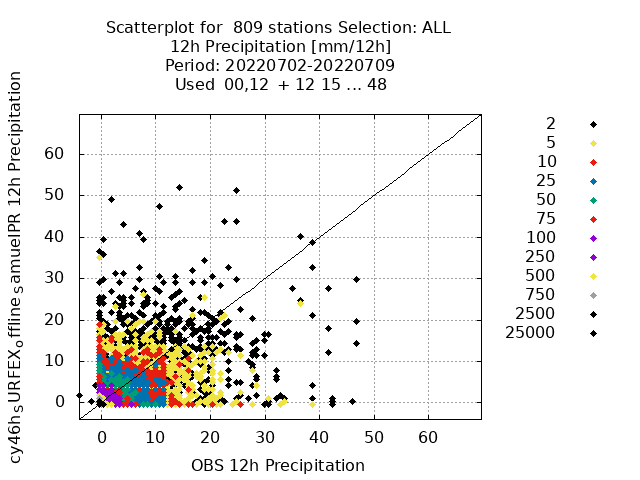 Scatterplot for  809 stations Selection: ALL
12h Precipitation [mm/12h]
Period: 20220702-20220709
Used  00,12  + 12 15 ... 48
cy46h_SURFEX_offline_samuelPR 12h Precipitation
60
50
40
30
20
10
0
0 10 20 30 40 50 60
OBS 12h Precipitation
2
5
10
25
50
75
100
250
500
750
2500
25000